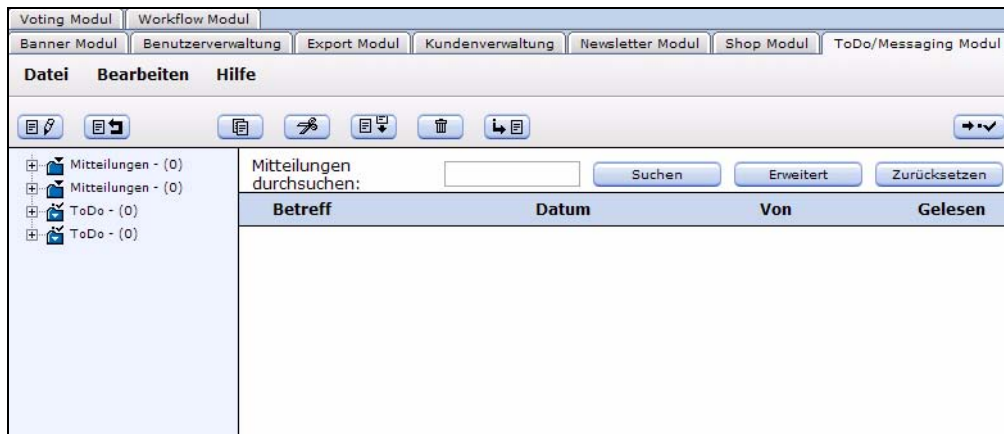 Voting Modul Workflow Modul
Banner Modul Benutzerverwaltung Export Modul Kundenverwaltung Newsletter Modul Shop Modul ToDo/Messaging Modul
Datei Bearbeiten Hilfe
Mitteilungen - (0)
Mitteilungen - (0)
ToDo - (0)
ToDo - (0)
Mitteilungen
durchsuchen:
Suchen Erweitert Zurücksetzen
Betreff Datum Von Gelesen